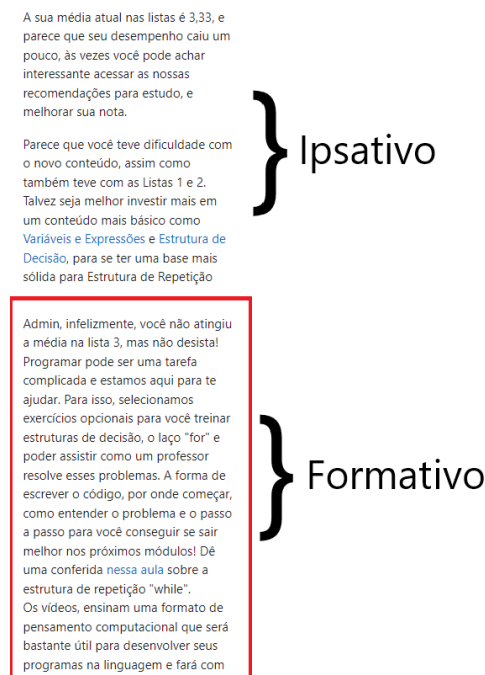 A sua média atual nas listas é 3,33, e
parece que seu desempenho caiu um
pouco, às vezes você pode achar
interessante acessar as nossas
recomendações para estudo, e
melhorar sua nota.
Parece que você teve dificuldade com
o novo conteúdo, assim como
também teve com as Listas 1 e 2.
Talvez seja melhor investir mais em
um conteúdo mais básico como
Variáveis e Expressões e Estrutura de
Decisão, para se ter uma base mais
sólida para Estrutura de Repetição
} Ipsativo
Admin, infelizmente, você não atingiu
a média na lista 3, mas não desista!
Programar pode ser uma tarefa
complicada e estamos aqui para te
ajudar. Para isso, selecionamos
exercícios opcionais para você treinar
estruturas de decisão, o laço "for" e
poder assistir como um professor
resolve esses problemas. A forma de
escrever o código, por onde começar,
como entender o problema e o passo
a passo para você conseguir se sair
melhor nos próximos módulos! Dê
uma conferida nessa aula sobre a
estrutura de repetição "while".
Os vídeos, ensinam uma formato de
pensamento computacional que será
bastante útil para desenvolver seus
programas na linguagem e fará com
} Formativo